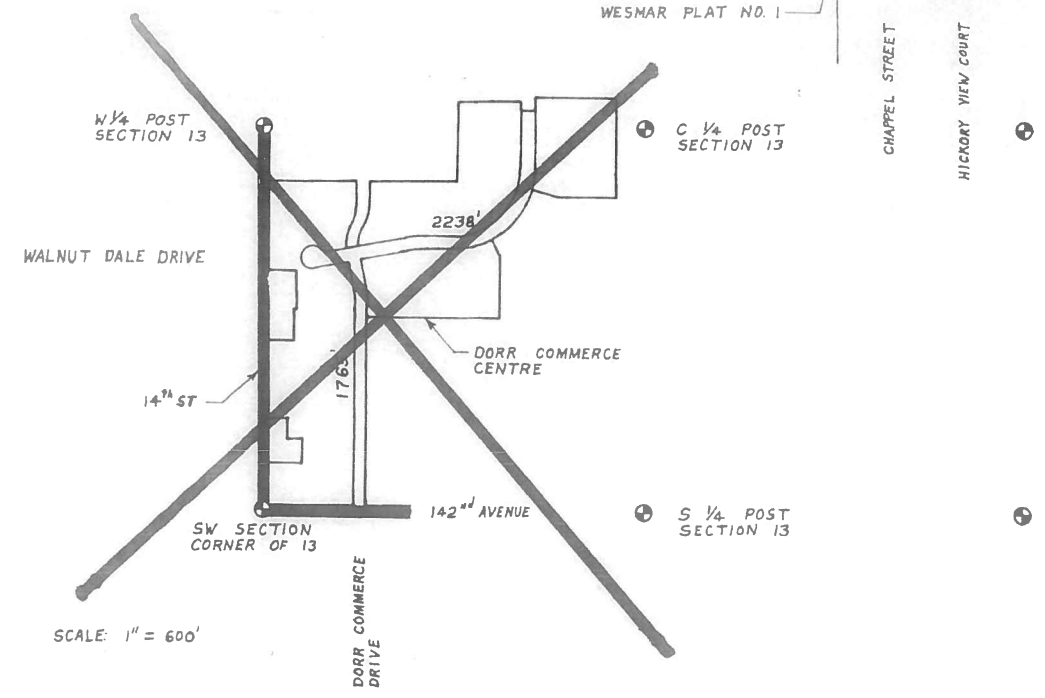 WESMAR PLAT NO. 1
CHAPPEL STREET
HICKORY VIEW COURT
W 1/4 POST
SECTION 13
C 1/4 POST
SECTION 13
2238'
WALNUT DALE DRIVE
DORR COMMERCE
CENTRE
14TH ST
142nd AVENUE
SW SECTION
CORNER OF 13
S 1/4 POST
SECTION 13
DORR COMMERCE
DRIVE
SCALE: 1" = 600'